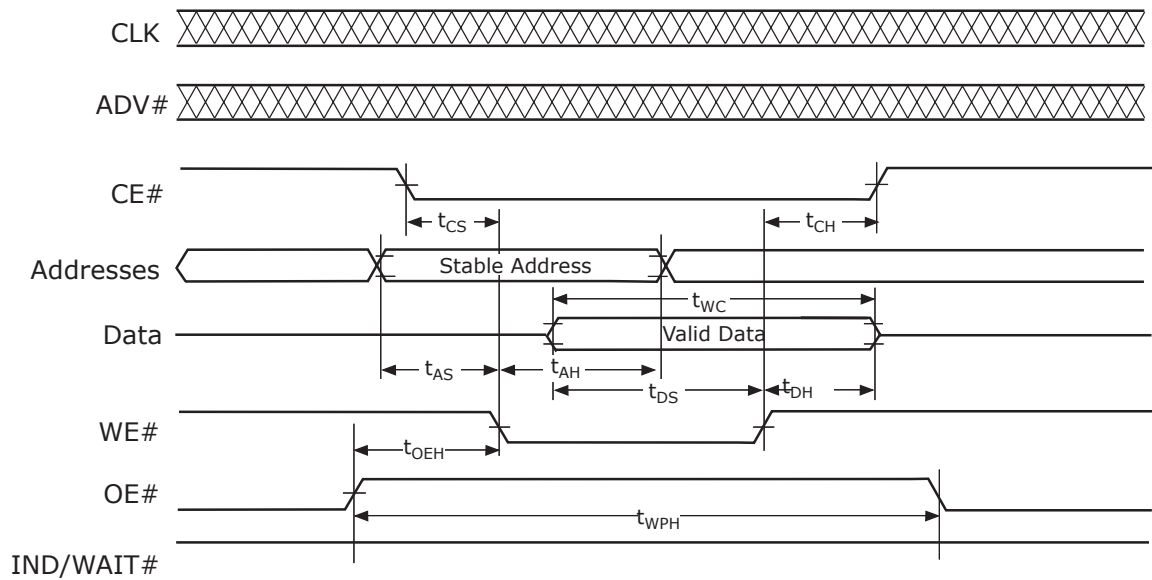 CLK
ADV#
CE#
tCS
tCH
Addresses
Stable Address
tWC
Data
Valid Data
tAS
tAH
tDS
tDH
WE#
tOEH
OE#
tWPH
IND/WAIT#